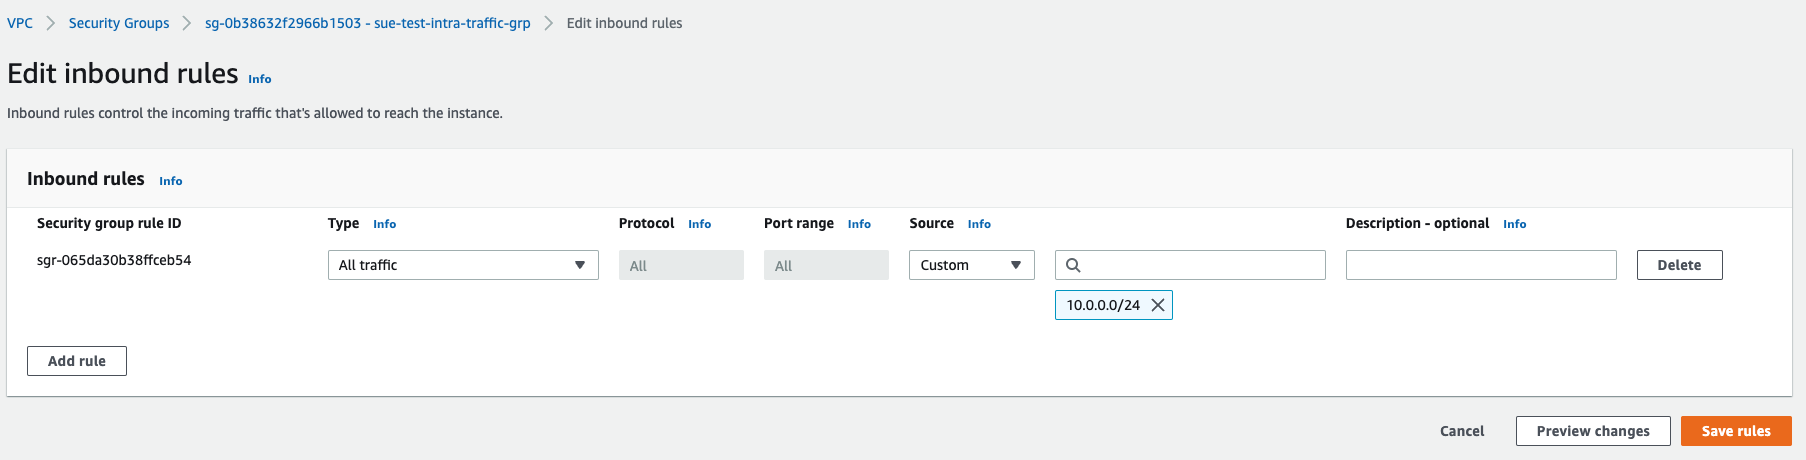 VPC > Security Groups > sg-0b38632f2966b1503 - sue-test-intra-traffic-grp > Edit inbound rules
Edit inbound rules Info
Inbound rules control the incoming traffic that's allowed to reach the instance.
Inbound rules Info
Security group rule ID Type Info Protocol Info Port range Info Source Info Description - optional Info
sgr-065da30b38ffceb54 All traffic All All Custom Delete
10.0.0.0/24
Add rule
Cancel Preview changes Save rules